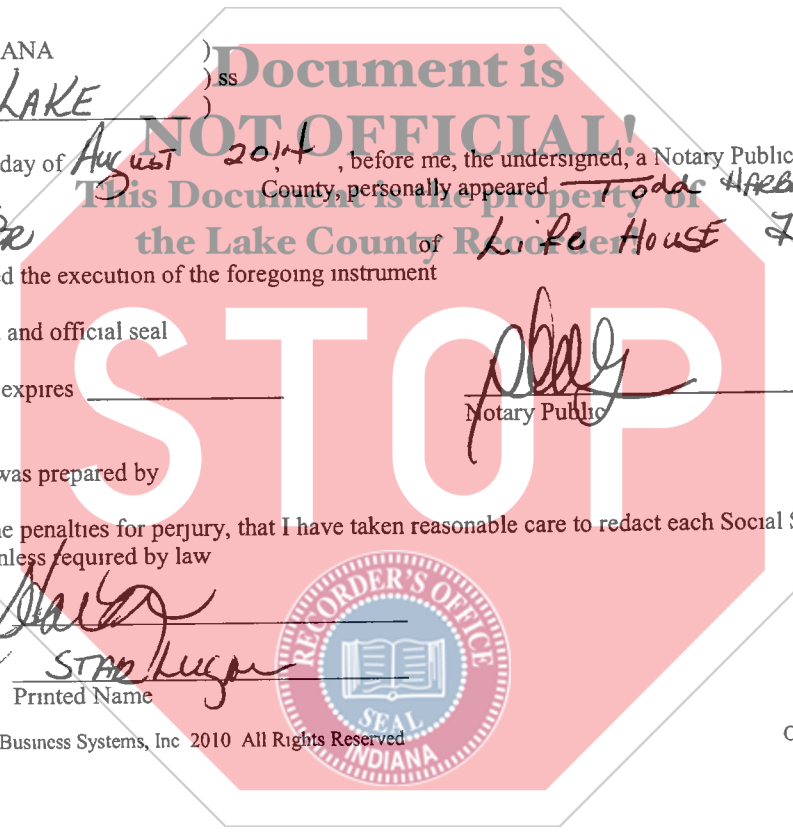 ANA )
) ss
LAKE )
Document is
NOT OFFICIAL!
This Document is the property of
the Lake County Recorder!
day of August 2014 , before me, the undersigned, a Notary Public
County, personally appeared Todd HARB
of Life House
d the execution of the foregoing instrument
and official seal
STOP
expires
Notary Public
was prepared by
e penalties for perjury, that I have taken reasonable care to redact each Social S
nless required by law
Printed Name
RECORDER'S OFFICE
SEAL
INDIANA
Business Systems, Inc 2010 All Rights Reserved